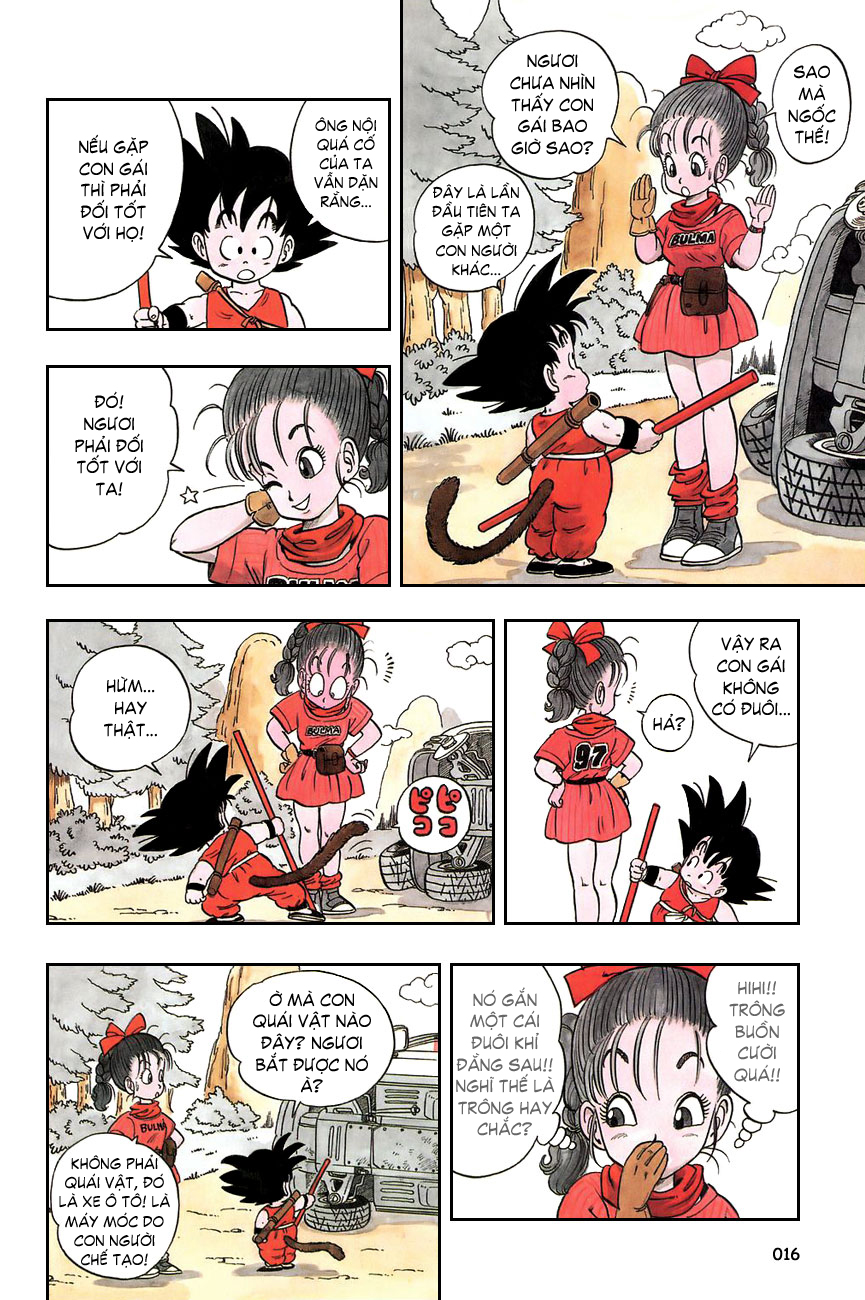 SAO
MÀ
NGỐC
THẾ!
NGƯƠI
CHƯA NHÌN
THẤY CON
GÁI BAO
GIỜ SAO?
ĐÂY LÀ LẦN
ĐẦU TIÊN TA
GẶP MỘT
CON NGƯỜI
KHÁC...
BULMA
ÔNG NỘI
QUÁ CỐ
CỦA TA
VẪN DẶN
RẰNG...
NẾU GẶP
CON GÁI
THÌ PHẢI
ĐỐI TỐT
VỚI HỌ!
ĐÓ!
NGƯƠI
PHẢI ĐỐI
TỐT VỚI
TA!
VẬY RA
CON GÁI
KHÔNG
CÓ ĐUÔI...
HẢ?
97
HỪM...
HAY
THẬT...
BULMA
ピコ
ピコ
HIHI!!
TRÔNG
BUỒN
CƯỜI
QUÁ!!
NÓ GẮN
MỘT CÁI
ĐUÔI KHỈ
ĐẰNG SAU!!
NGHĨ THẾ LÀ
TRÔNG HAY
CHẮC?
Ở MÀ CON
QUÁI VẬT NÀO
ĐÂY? NGƯƠI
BẮT ĐƯỢC NÓ
À?
BULMA
KHÔNG PHẢI
QUÁI VẬT, ĐÓ
LÀ XE Ô TÔ! LÀ
MÁY MÓC DO
CON NGƯỜI
CHẾ TẠO!
016